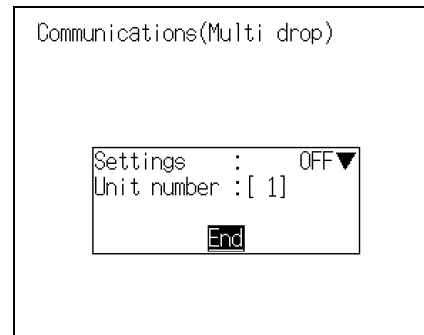 Communications(Multi drop)
Settings : OFF▼
Unit number :[ 1]
End